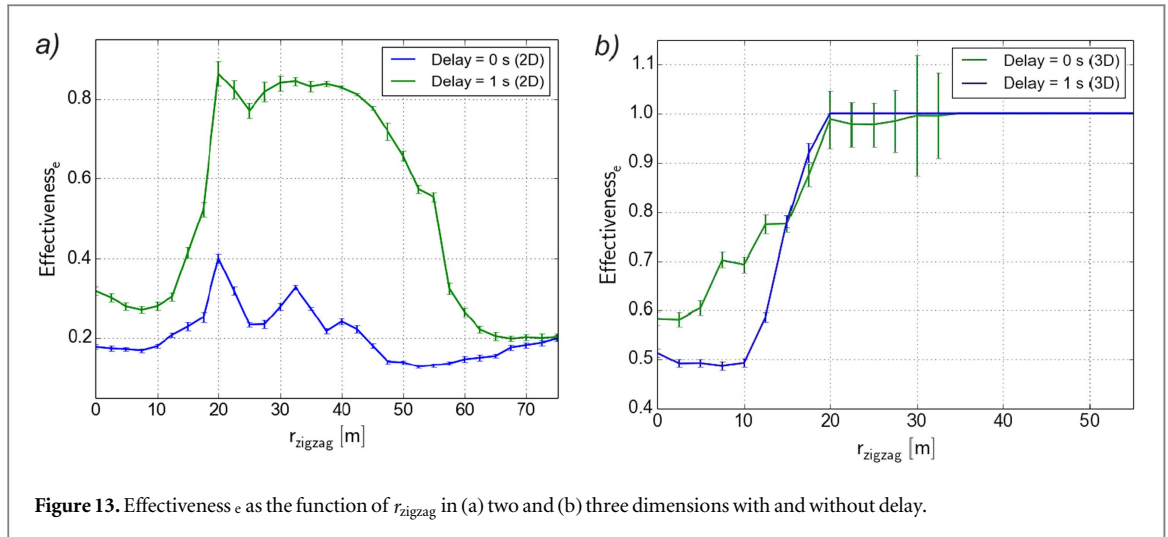 a)
Delay = 0 s (2D)
Delay = 1 s (2D)
0.8
0.6
0.4
0.2
Effectivenessₑ
0 10 20 30 40 50 60 70
r_zigzag [m]
b)
Delay = 0 s (3D)
Delay = 1 s (3D)
1.1
1.0
0.9
0.8
0.7
0.6
0.5
0.4
Effectivenessₑ
0 10 20 30 40 50
r_zigzag [m]
Figure 13. Effectiveness ₑ as the function of r_zigzag in (a) two and (b) three dimensions with and without delay.